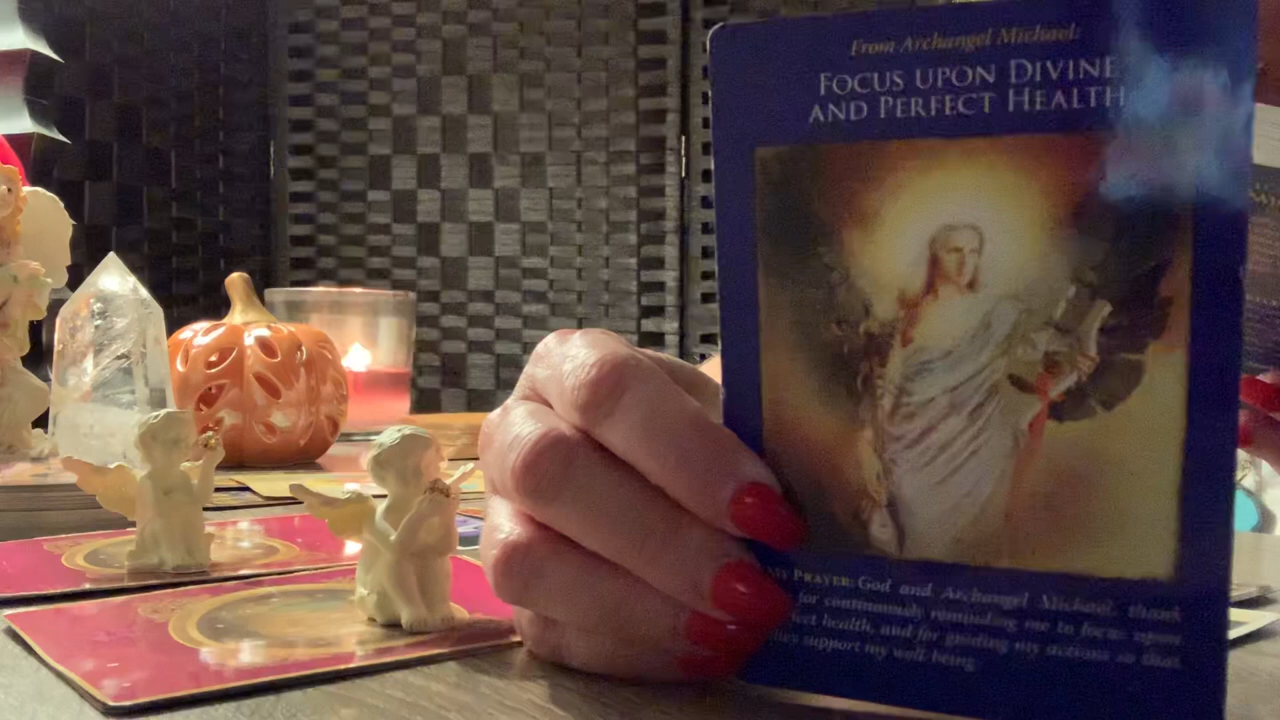 From Archangel Michael:
FOCUS UPON DIVINE
AND PERFECT HEALTH
PRAYER: God and Archangel Michael, thank
for continuously reminding me to focus upon
health, and for guiding my actions so that
support my well-being